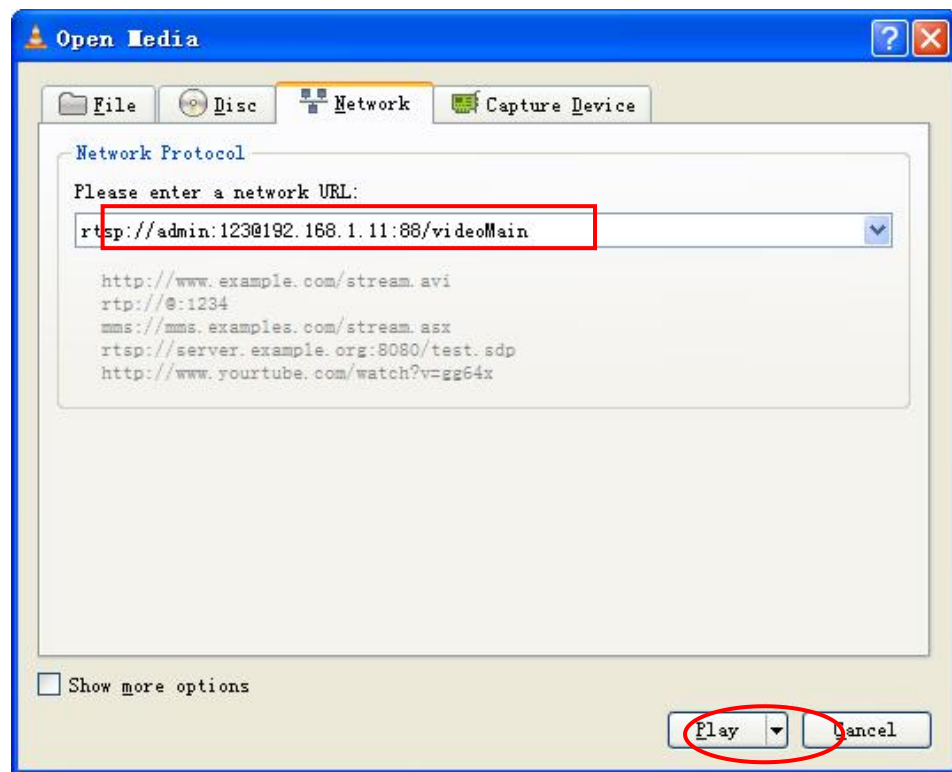 Open Media
File Disc Network Capture Device
Network Protocol
Please enter a network URL:
rtsp://admin:123@192.168.1.11:88/videoMain
http://www.example.com/stream.avi
rtp://@:1234
mms://mms.examples.com/stream.asx
rtsp://server.example.org:8080/test.sdp
http://www.yourtube.com/watch?v=gg64x
Show more options
Play Cancel